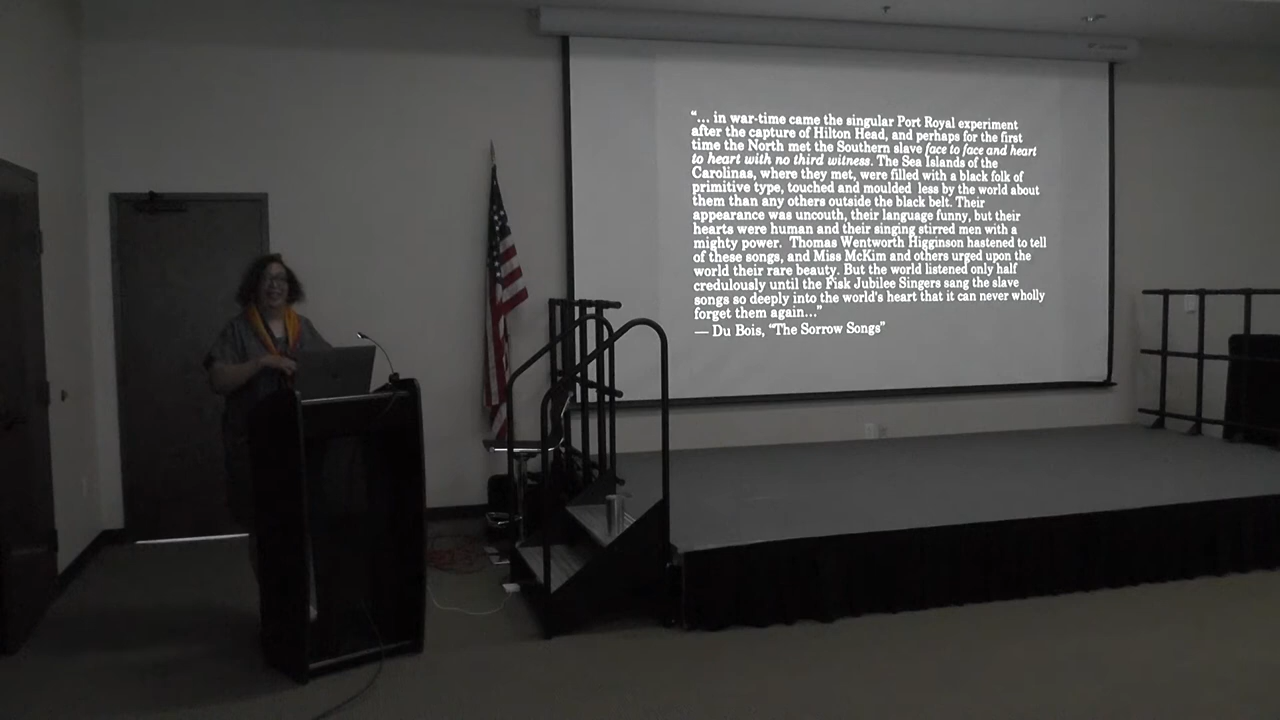 “... in war-time came the singular Port Royal experiment
after the capture of Hilton Head, and perhaps for the first
time the North met the Southern slave face to face and heart
to heart with no third witness. The Sea Islands of the
Carolinas, where they met, were filled with a black folk of
primitive type, touched and moulded less by the world about
them than any others outside the black belt. Their
appearance was uncouth, their language funny, but their
hearts were human and their singing stirred men with a
mighty power. Thomas Wentworth Higginson hastened to tell
of these songs, and Miss McKim and others urged upon the
world their rare beauty. But the world listened only half
credulously until the Fisk Jubilee Singers sang the slave
songs so deeply into the world's heart that it can never wholly
forget them again...”
— Du Bois, “The Sorrow Songs”